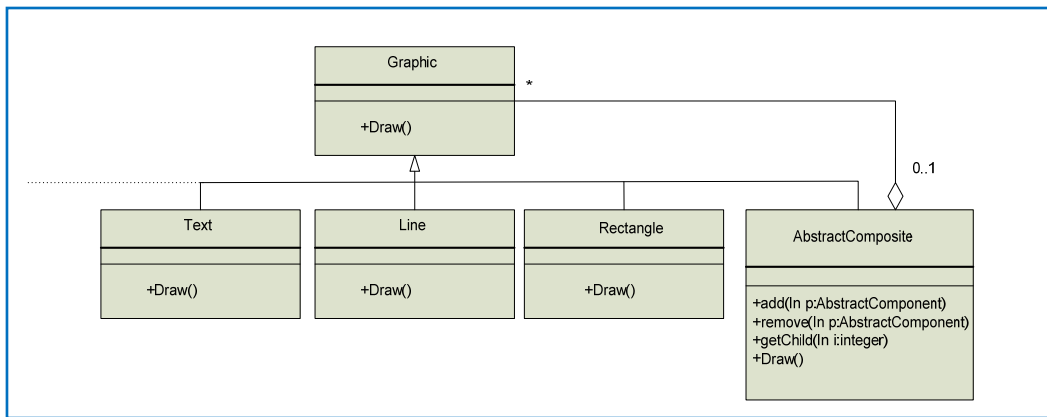 Graphic
*
+Draw()
0..1
Text
Line
Rectangle
AbstractComposite
+Draw()
+Draw()
+Draw()
+add(In p:AbstractComponent)
+remove(In p:AbstractComponent)
+getChild(In i:integer)
+Draw()